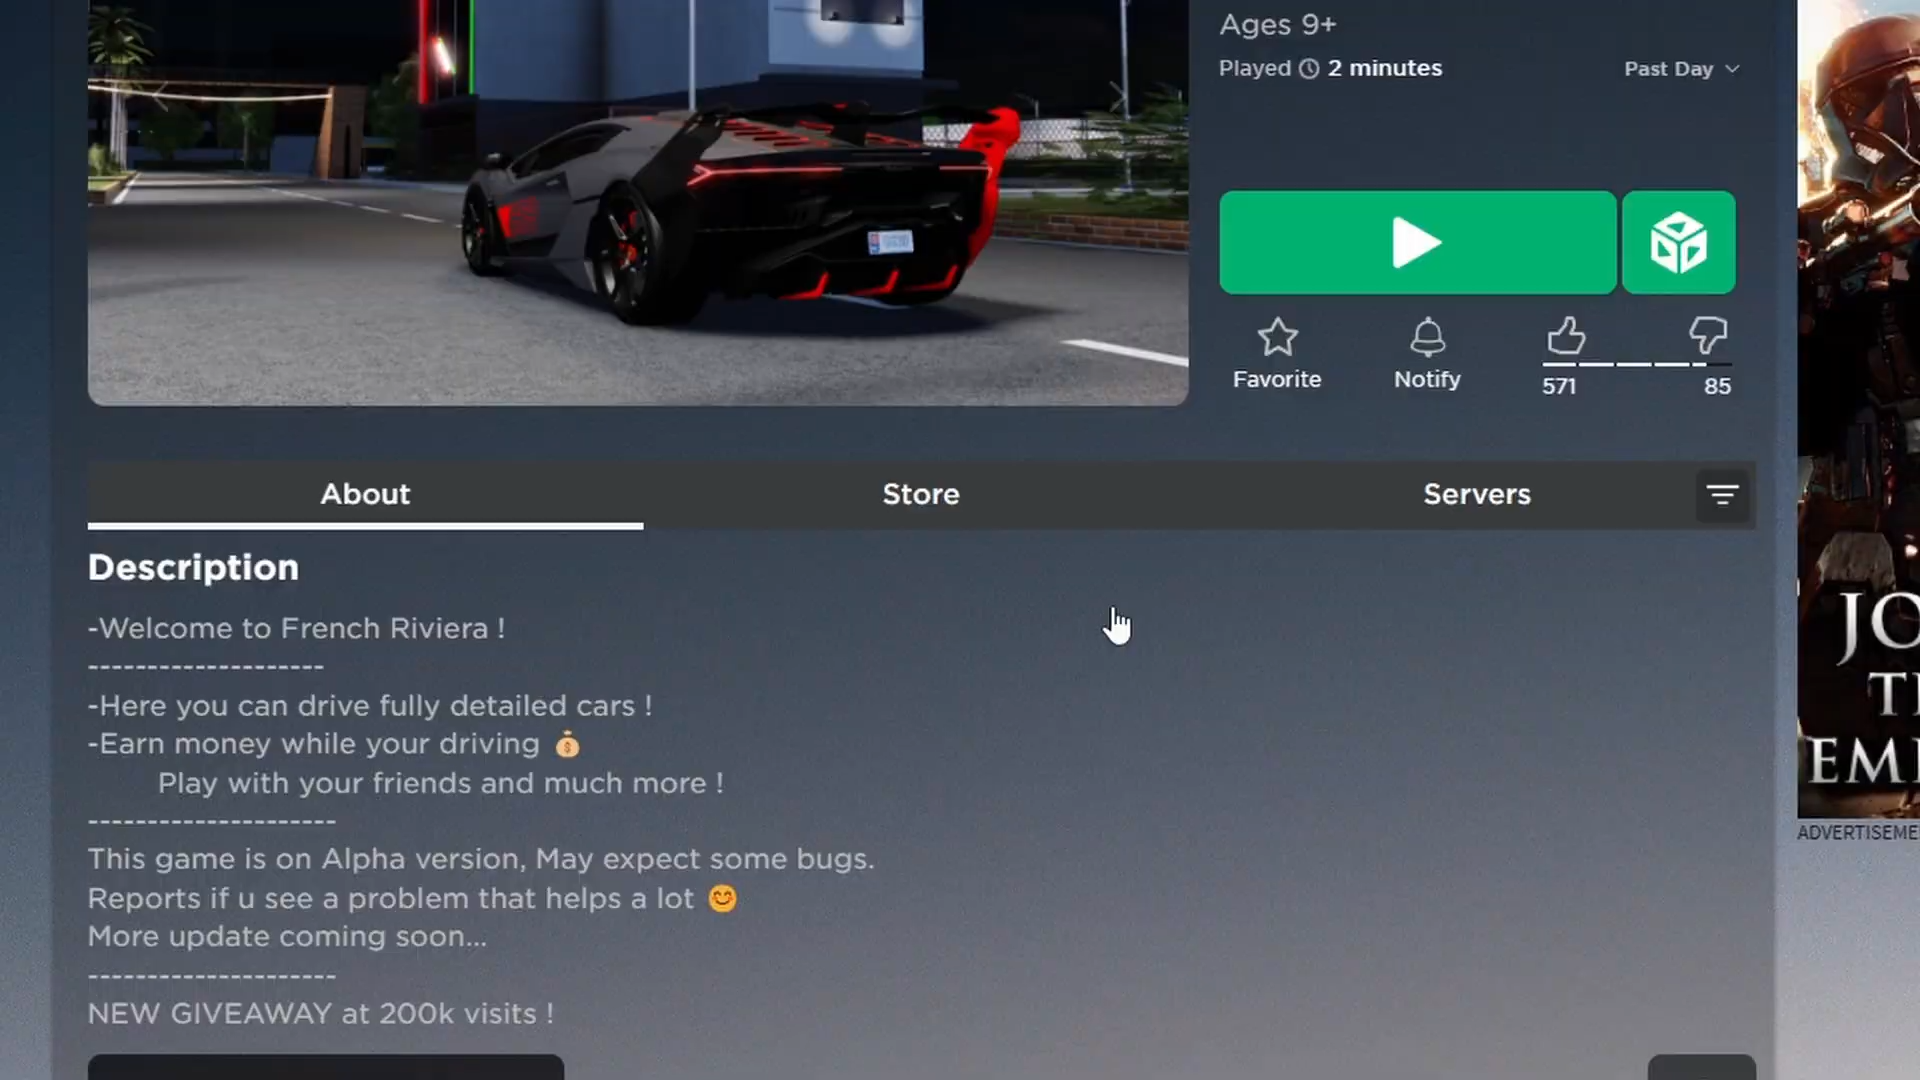 Ages 9+
Played 2 minutes
Past Day
Favorite
Notify
571
85
About
Store
Servers
Description
-Welcome to French Riviera !
--------------------
-Here you can drive fully detailed cars !
-Earn money while your driving 💰
Play with your friends and much more !
---------------------
This game is on Alpha version, May expect some bugs.
Reports if u see a problem that helps a lot 😊
More update coming soon...
---------------------
NEW GIVEAWAY at 200k visits !
JO
EM
ADVERTISEME